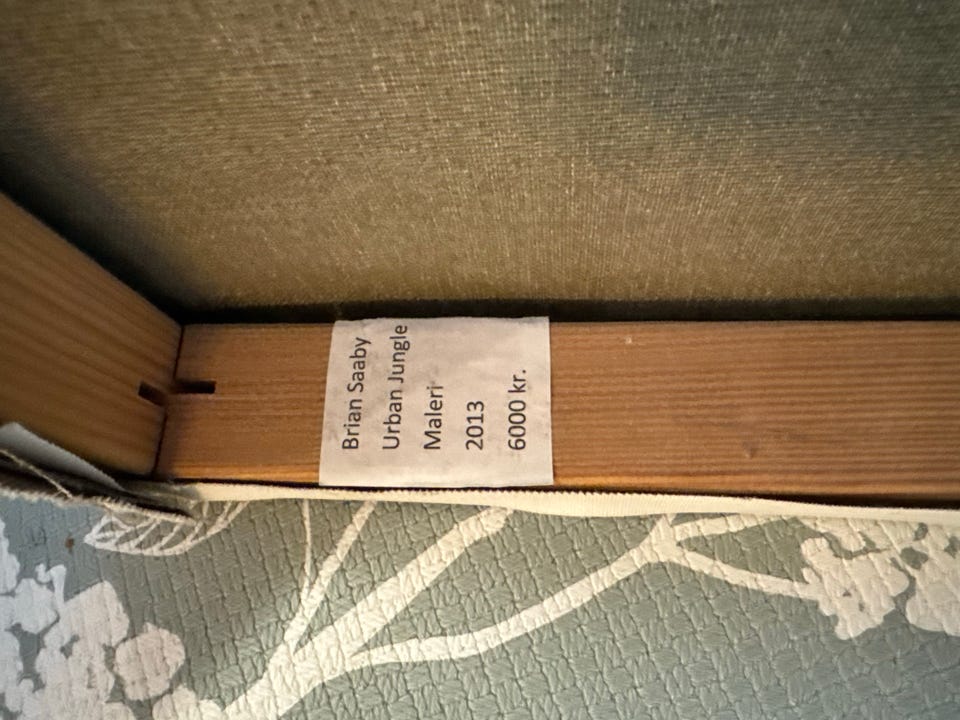 Brian Saaby
Urban Jungle
Maleri
2013
6000 kr.